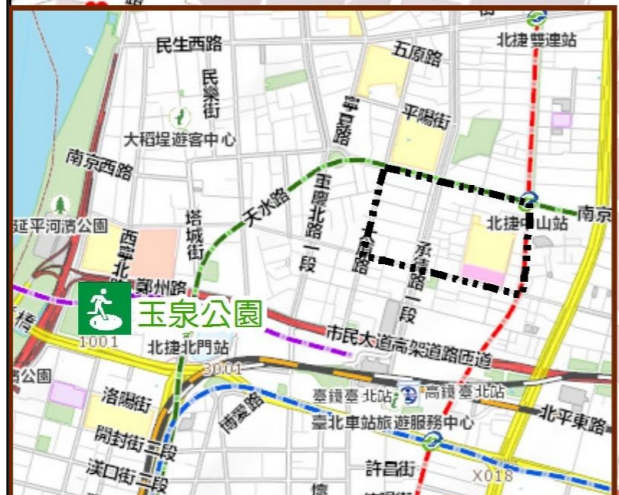 路
街
民生西路
北捷雙連站
五原路
民樂街
寧夏路
平陽街
大稻埕遊客中心
南京西路
重慶北路一段
天水路
塔城街
南京
北捷中山站
延平河濱公園
西寧北路
太原路
承德路一段
鄭州路
玉泉公園
橋
1001
北捷北門站
市民大道高架道路匝道
3001
公園
臺鐵臺北站
高鐵臺北站
洛陽街
博愛路
臺北車站旅遊服務中心
北平東路
開封街二段
漢口街二段
許昌街
X018
懷